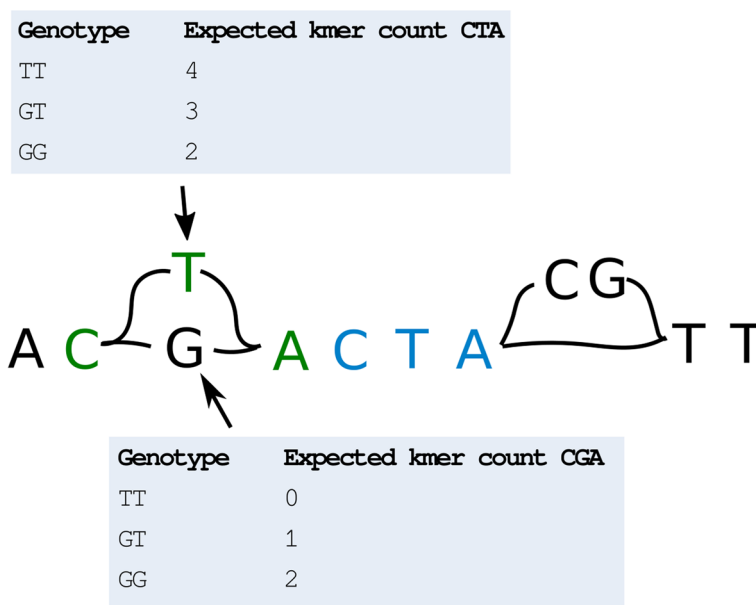 Genotype Expected kmer count CTA
TT 4
GT 3
GG 2
T
C G
A C G A C T A T T
Genotype Expected kmer count CGA
TT 0
GT 1
GG 2